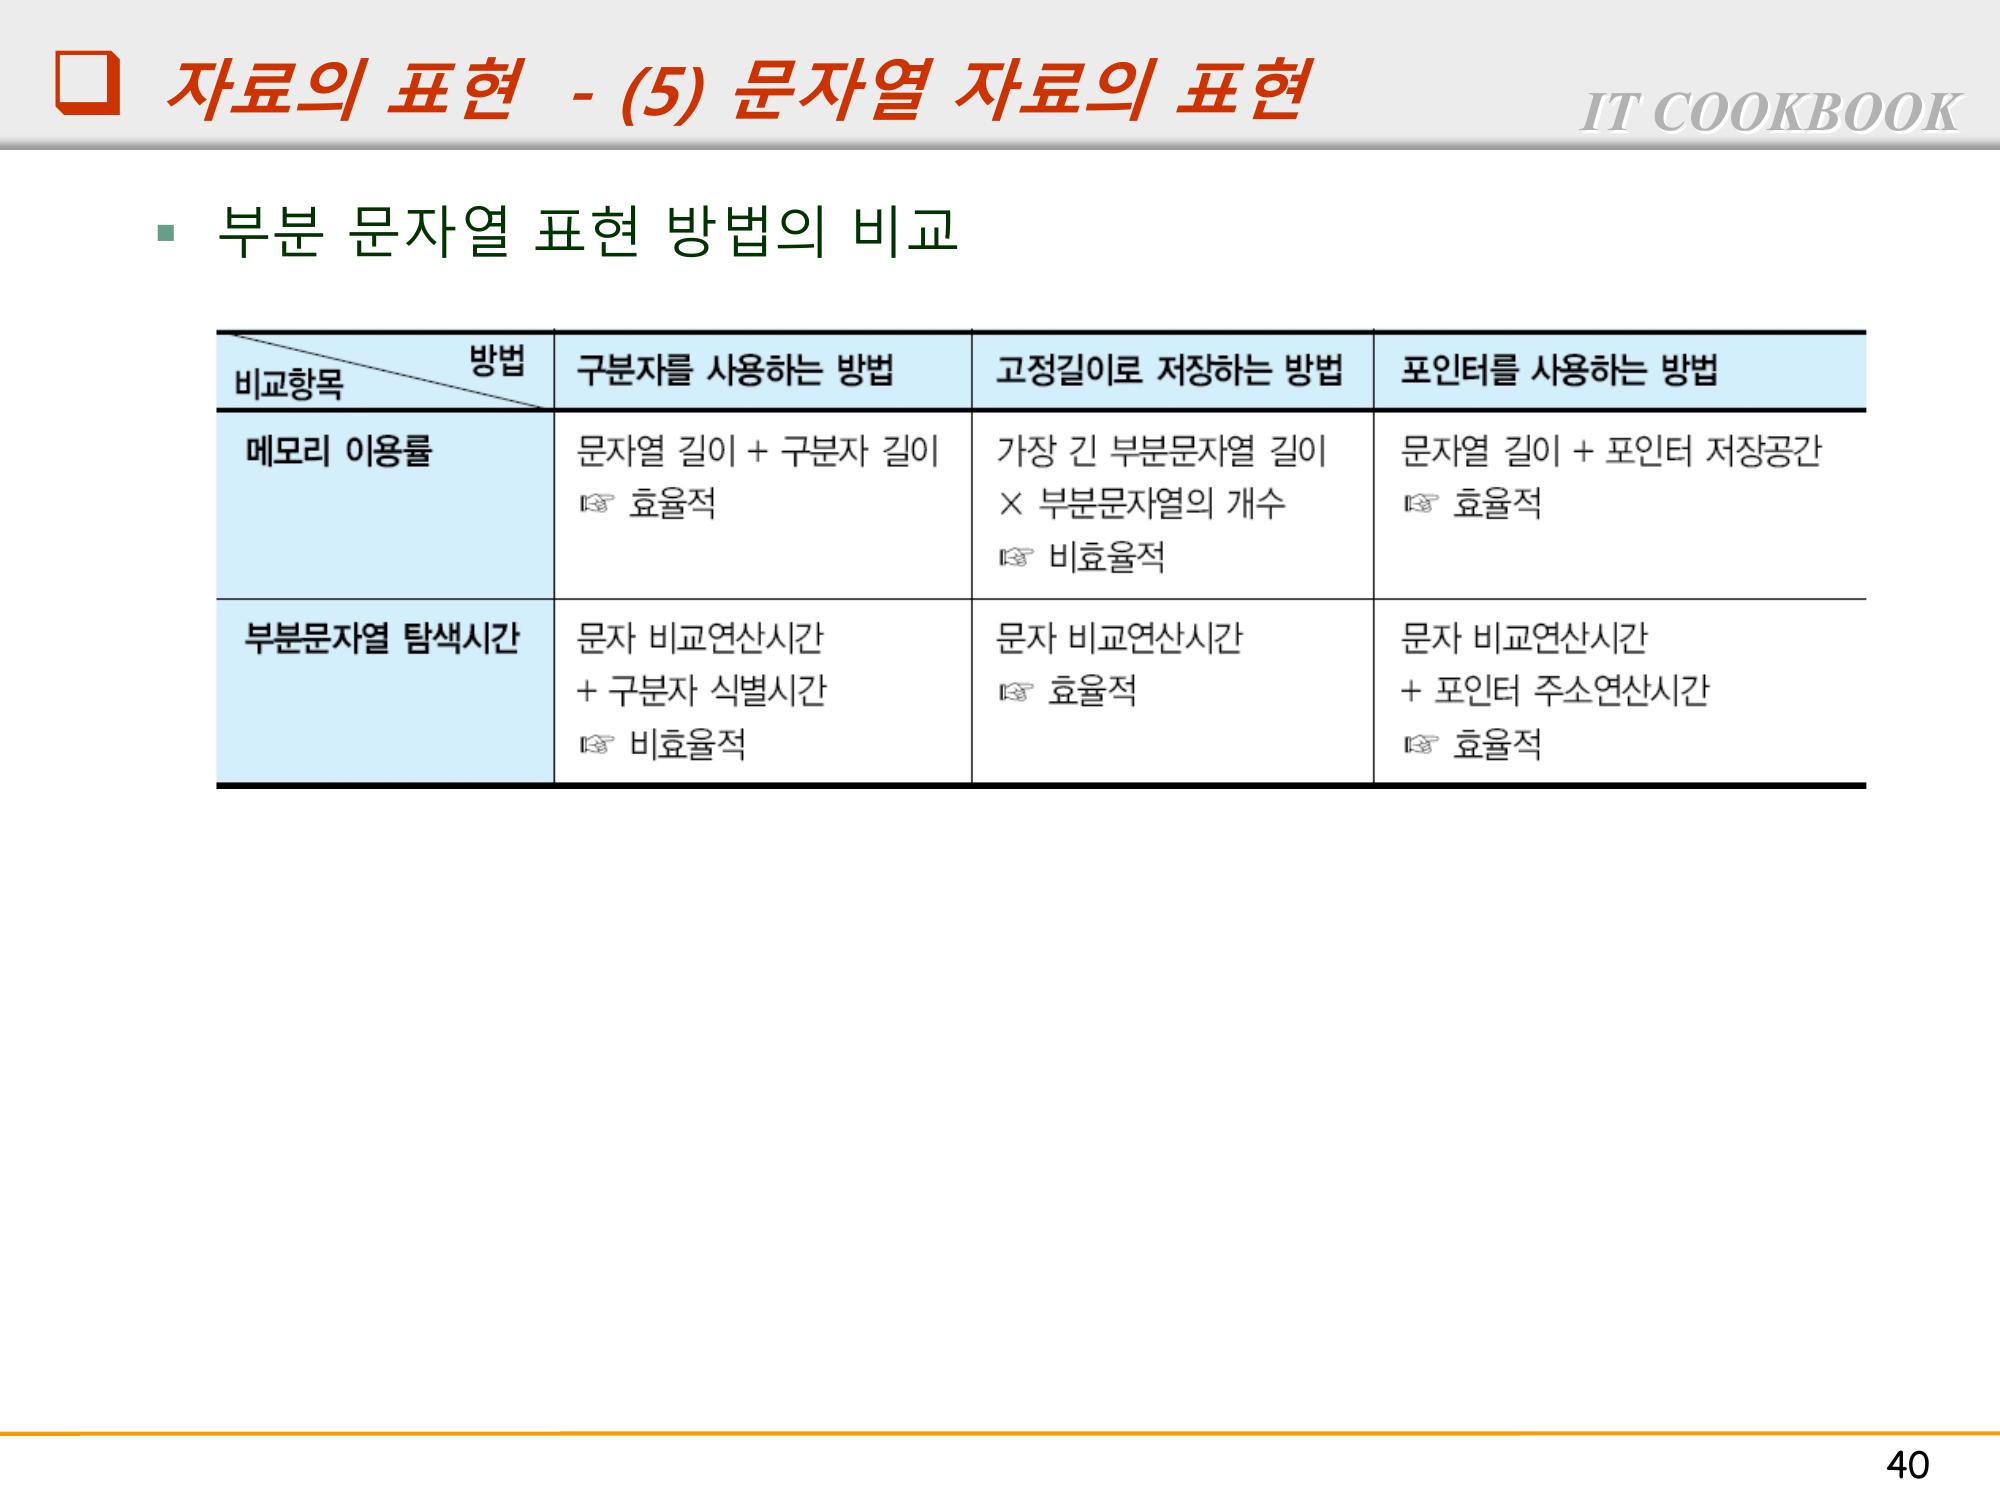 ❑ 자료의 표현 - (5) 문자열 자료의 표현
IT COOKBOOK
▪ 부분 문자열 표현 방법의 비교
방법
비교항목
구분자를 사용하는 방법
고정길이로 저장하는 방법
포인터를 사용하는 방법
메모리 이용률
문자열 길이 + 구분자 길이
☞ 효율적
가장 긴 부분문자열 길이
× 부분문자열의 개수
☞ 비효율적
문자열 길이 + 포인터 저장공간
☞ 효율적
부분문자열 탐색시간
문자 비교연산시간
+ 구분자 식별시간
☞ 비효율적
문자 비교연산시간
☞ 효율적
문자 비교연산시간
+ 포인터 주소연산시간
☞ 효율적
40